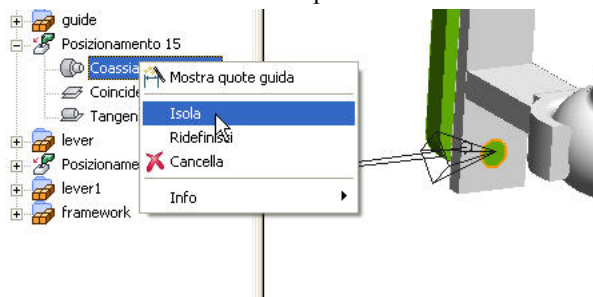 guide
Posizionamento 15
Coassia
Mostra quote guida
Coincide
Isola
Tangen
Ridefinisci
lever
Cancella
Posizioname
lever1
Info
framework